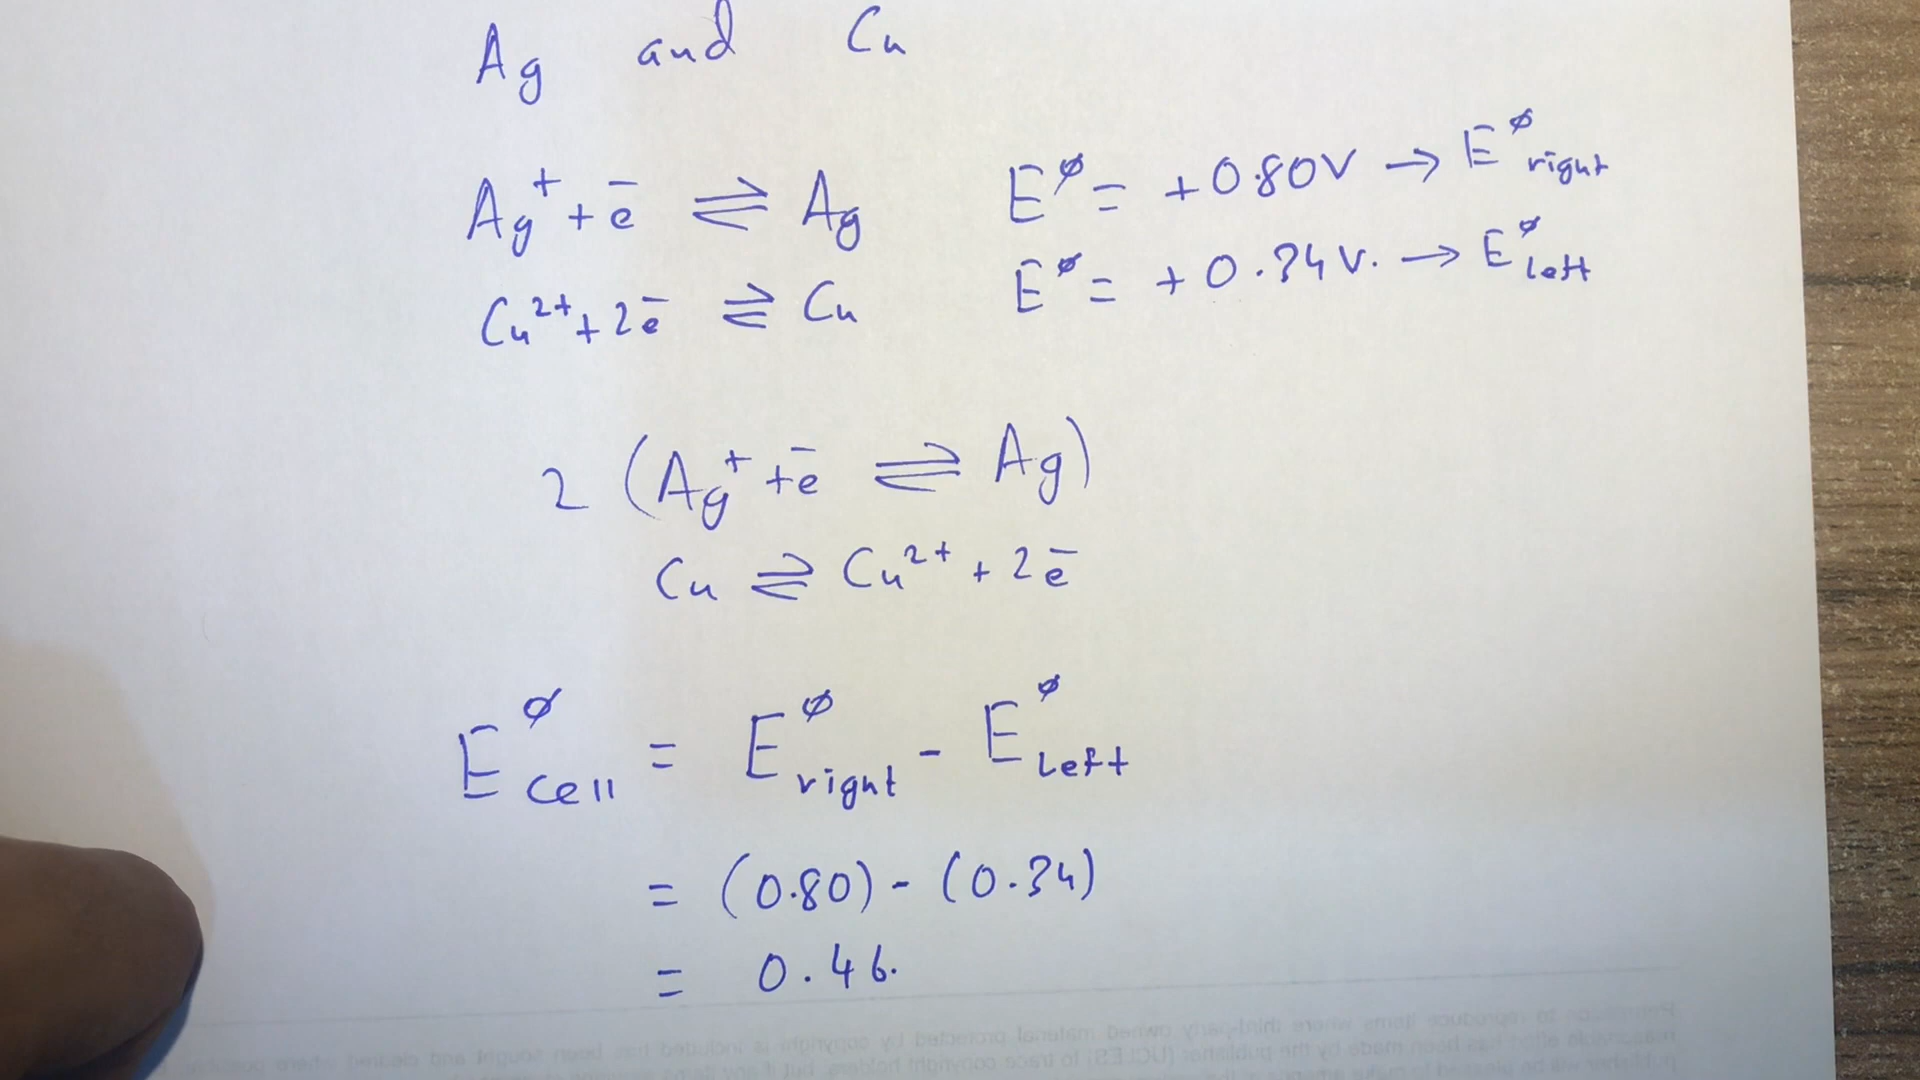 Ag and Cu
Ag⁺ + e⁻ ⇌ Ag E^ø = +0.80V → E^ø right
Cu²⁺ + 2e⁻ ⇌ Cu E^ø = +0.34V. → E^ø left
2 (Ag⁺ + e⁻ ⇌ Ag)
Cu ⇌ Cu²⁺ + 2e⁻
E^ø cell = E^ø right - E^ø left
= (0.80) - (0.34)
= 0.46.